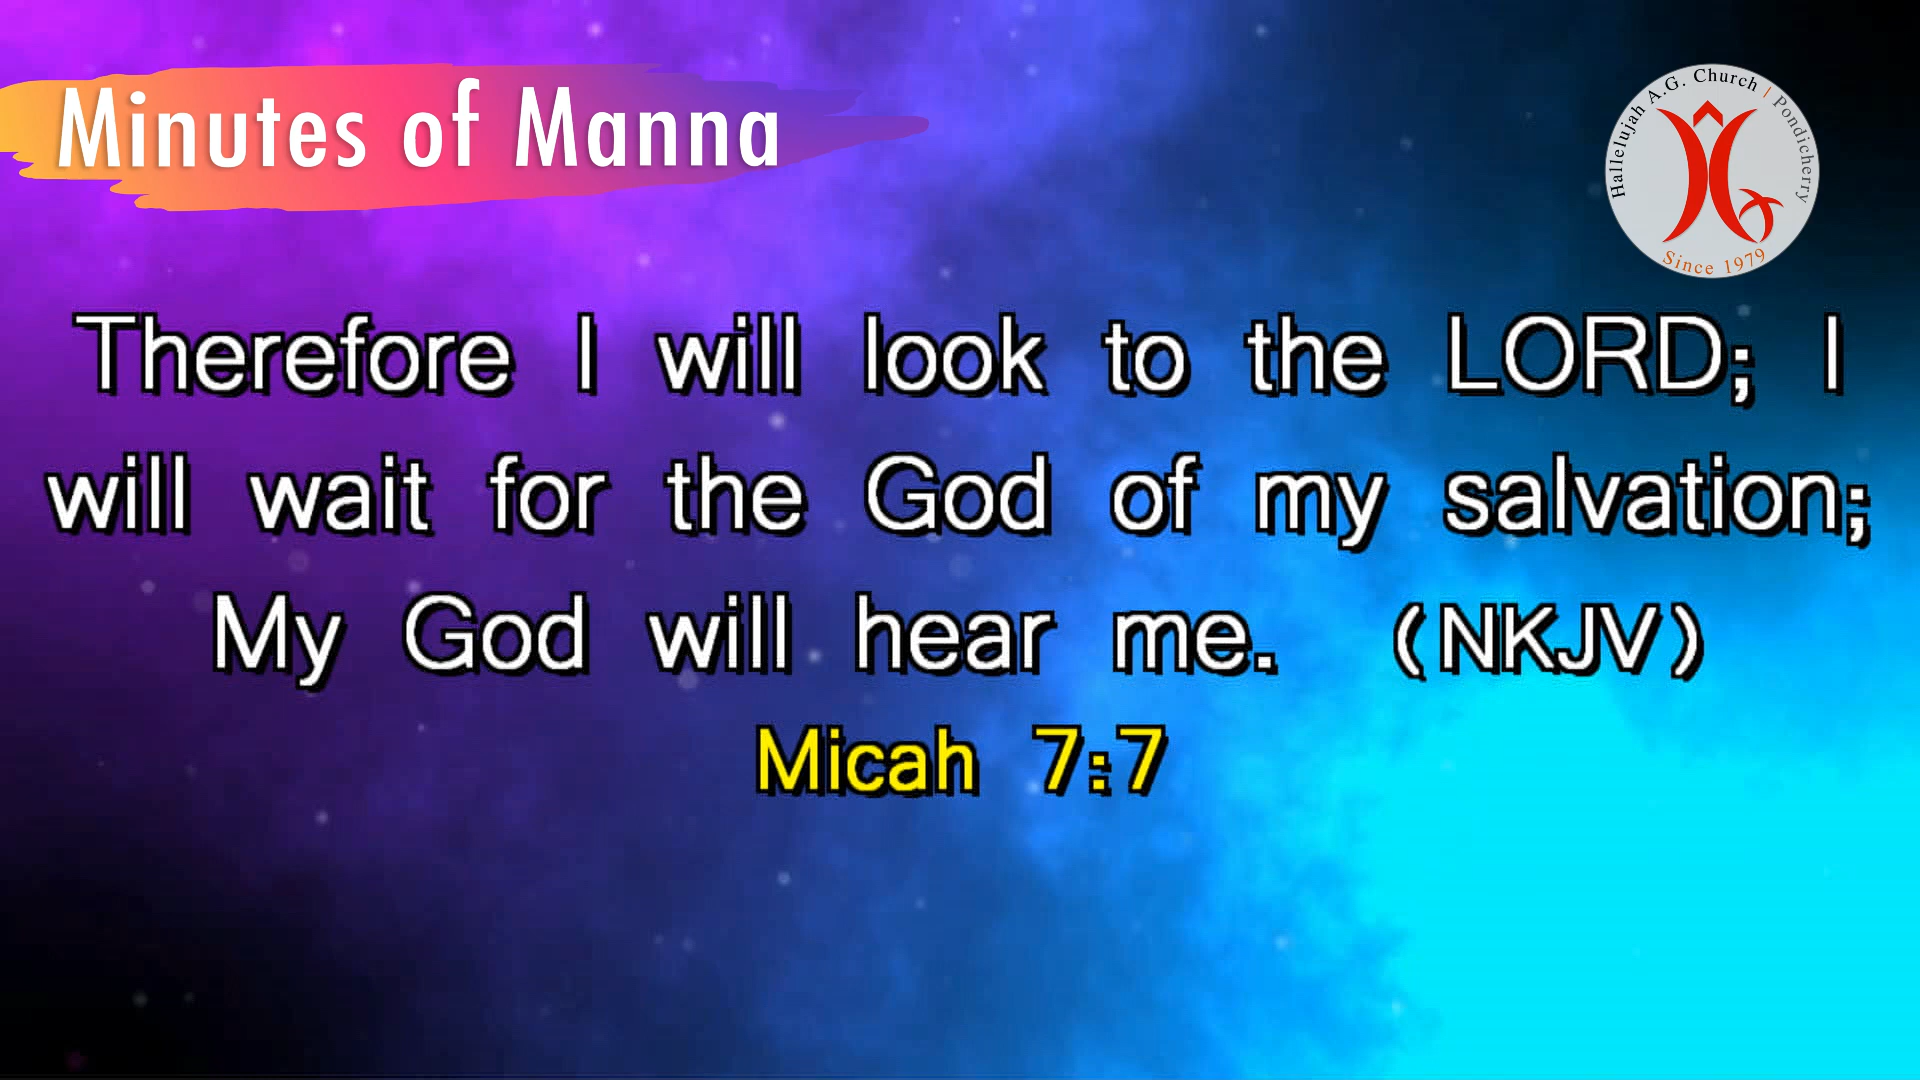 Minutes of Manna
Hallelujah A.G. Church | Pondicherry
Since 1979
Therefore I will look to the LORD; I
will wait for the God of my salvation;
My God will hear me. (NKJV)
Micah 7:7